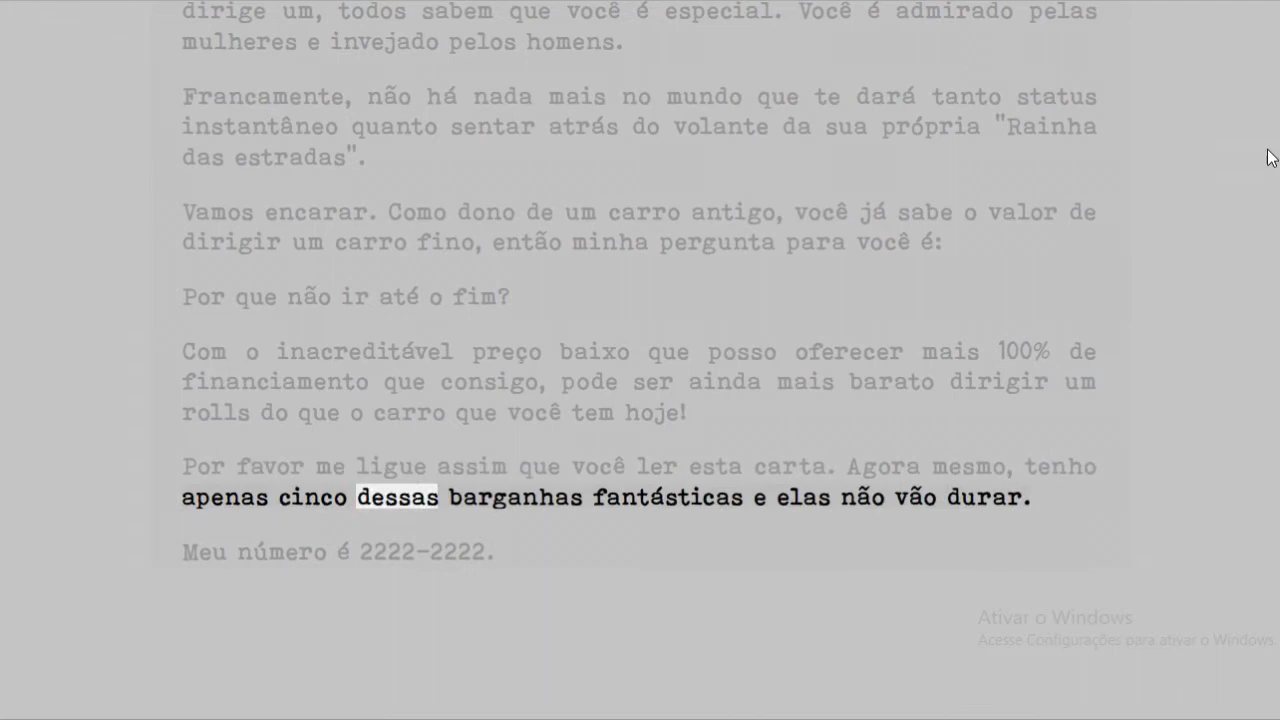 dirige um, todos sabem que você é especial. Você é admirado pelas
mulheres e invejado pelos homens.
Francamente, não há nada mais no mundo que te dará tanto status
instantâneo quanto sentar atrás do volante da sua própria "Rainha
das estradas".
Vamos encarar. Como dono de um carro antigo, você já sabe o valor de
dirigir um carro fino, então minha pergunta para você é:
Por que não ir até o fim?
Com o inacreditável preço baixo que posso oferecer mais 100% de
financiamento que consigo, pode ser ainda mais barato dirigir um
rolls do que o carro que você tem hoje!
Por favor me ligue assim que você ler esta carta. Agora mesmo, tenho
apenas cinco dessas barganhas fantásticas e elas não vão durar.
Meu número é 2222-2222.
Ativar o Windows
Acesse Configurações para ativar o Windows.